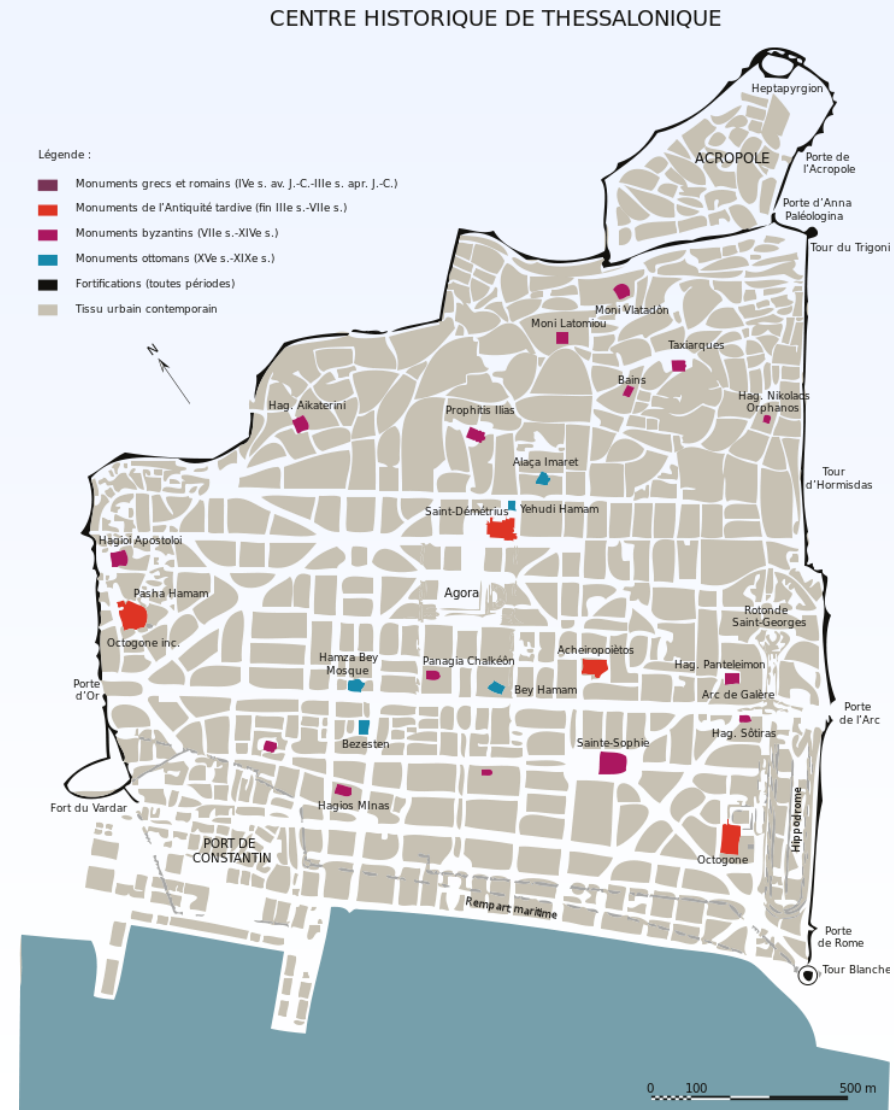 CENTRE HISTORIQUE DE THESSALONIQUE
Heptapyrgion
ACROPOLE
Porte de
l'Acropole
Légende :
Monuments grecs et romains (IVe s. av. J.-C.-IIIe s. apr. J.-C.)
Monuments de l'Antiquité tardive (fin IIIe s.-VIIe s.)
Monuments byzantins (VIIe s.-XIVe s.)
Monuments ottomans (XVe s.-XIXe s.)
Fortifications (toutes périodes)
Tissu urbain contemporain
Porte d'Anna
Paléologina
Tour du Trigoni
N
Moni Vlatadôn
Moni Latomiou
Taxiarques
Bains
Hag. Nikolaos
Orphanos
Hag. Aikaterini
Prophitis Ilias
Alaça Imaret
Tour
d'Hormisdas
Saint-Démétrius
Yehudi Hamam
Hagioi Apostoloi
Pasha Hamam
Agora
Rotonde
Saint-Georges
Octogone inc.
Hamza Bey
Mosque
Panagia Chalkéôn
Acheiropoiètos
Hag. Panteleimon
Porte
d'Or
Bey Hamam
Arc de Galère
Porte
de l'Arc
Hag. Sôtiras
Bezesten
Sainte-Sophie
Fort du Vardar
Hagios MInas
Hippodrome
PORT DE
CONSTANTIN
Octogone
Rempart maritime
Porte
de Rome
Tour Blanche
0 100 500 m